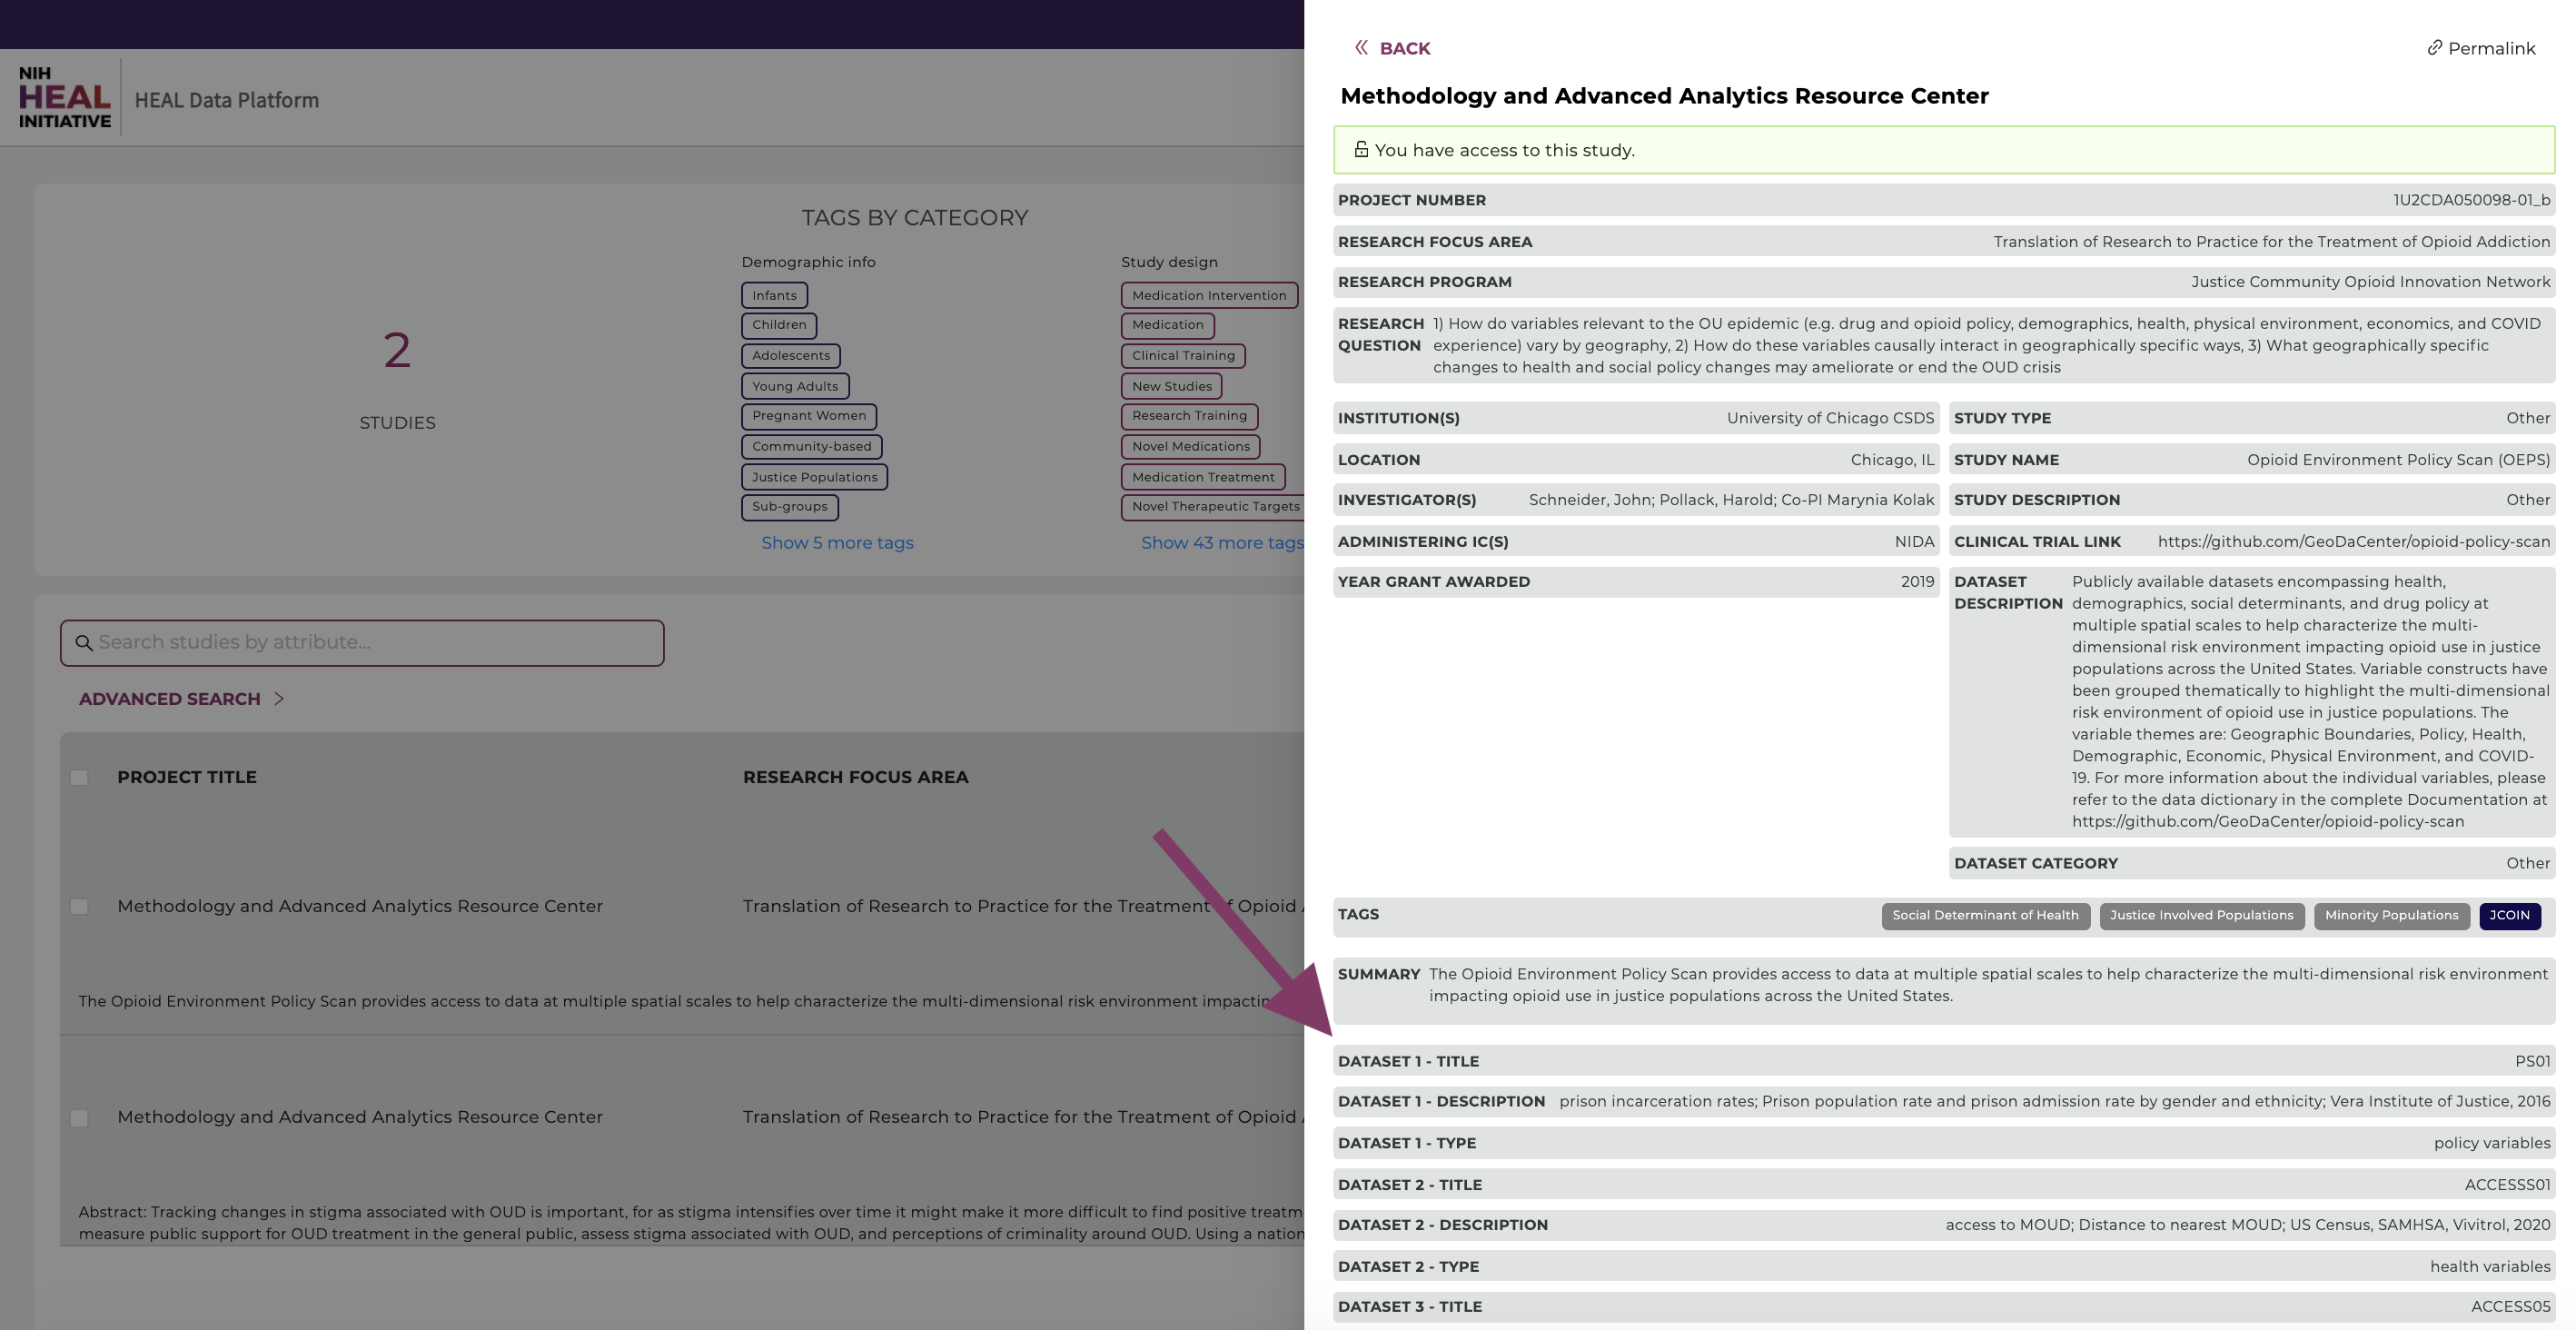 NIH
HEAL
INITIATIVE
HEAL Data Platform
TAGS BY CATEGORY
2
STUDIES
Demographic info
Infants
Children
Adolescents
Young Adults
Pregnant Women
Community-based
Justice Populations
Sub-groups
Show 5 more tags
Study design
Medication Intervention
Medication
Clinical Training
New Studies
Research Training
Novel Medications
Medication Treatment
Novel Therapeutic Targets
Show 43 more tags
Search studies by attribute...
ADVANCED SEARCH
PROJECT TITLE RESEARCH FOCUS AREA
Methodology and Advanced Analytics Resource Center Translation of Research to Practice for the Treatment of Opioid
The Opioid Environment Policy Scan provides access to data at multiple spatial scales to help characterize the multi-dimensional risk environment
Methodology and Advanced Analytics Resource Center Translation of Research to Practice for the Treatment of Opioid
Abstract: Tracking changes in stigma associated with OUD is important, for as stigma intensifies over time it might make it more difficult to find positive
measure public support for OUD treatment in the general public, assess stigma associated with OUD, and perceptions of criminality around OUD. Using a
BACK
Permalink
Methodology and Advanced Analytics Resource Center
You have access to this study.
PROJECT NUMBER 1U2CDA050098-01_b
RESEARCH FOCUS AREA Translation of Research to Practice for the Treatment of Opioid Addiction
RESEARCH PROGRAM Justice Community Opioid Innovation Network
RESEARCH QUESTION 1) How do variables relevant to the OU epidemic (e.g. drug and opioid policy, demographics, health, physical environment, economics, and COVID
experience) vary by geography, 2) How do these variables causally interact in geographically specific ways, 3) What geographically specific
changes to health and social policy changes may ameliorate or end the OUD crisis
INSTITUTION(S) University of Chicago CSDS
LOCATION Chicago, IL
INVESTIGATOR(S) Schneider, John; Pollack, Harold; Co-PI Marynia Kolak
ADMINISTERING IC(S) NIDA
YEAR GRANT AWARDED 2019
STUDY TYPE Other
STUDY NAME Opioid Environment Policy Scan (OEPS)
STUDY DESCRIPTION Other
CLINICAL TRIAL LINK https://github.com/GeoDaCenter/opioid-policy-scan
DATASET DESCRIPTION Publicly available datasets encompassing health,
demographics, social determinants, and drug policy at
multiple spatial scales to help characterize the multi-
dimensional risk environment impacting opioid use in justice
populations across the United States. Variable constructs have
been grouped thematically to highlight the multi-dimensional
risk environment of opioid use in justice populations. The
variable themes are: Geographic Boundaries, Policy, Health,
Demographic, Economic, Physical Environment, and COVID-
19. For more information about the individual variables, please
refer to the data dictionary in the complete Documentation at
https://github.com/GeoDaCenter/opioid-policy-scan
DATASET CATEGORY Other
TAGS Social Determinant of Health Justice Involved Populations Minority Populations JCOIN
SUMMARY The Opioid Environment Policy Scan provides access to data at multiple spatial scales to help characterize the multi-dimensional risk environment
impacting opioid use in justice populations across the United States.
DATASET 1 - TITLE PS01
DATASET 1 - DESCRIPTION prison incarceration rates; Prison population rate and prison admission rate by gender and ethnicity; Vera Institute of Justice, 2016
DATASET 1 - TYPE policy variables
DATASET 2 - TITLE ACCESSS01
DATASET 2 - DESCRIPTION access to MOUD; Distance to nearest MOUD; US Census, SAMHSA, Vivitrol, 2020
DATASET 2 - TYPE health variables
DATASET 3 - TITLE ACCESS05